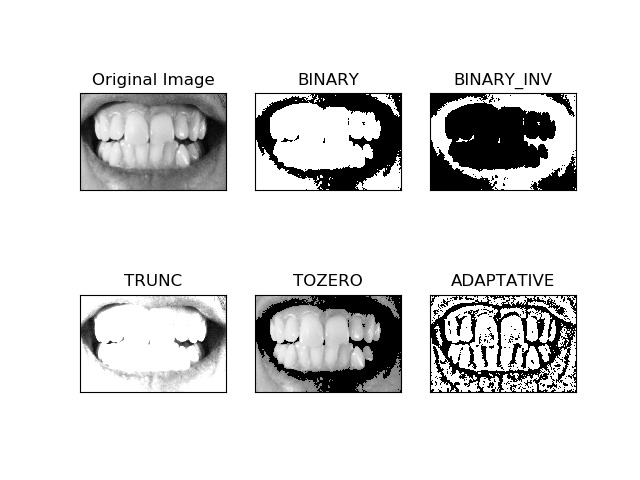 Original Image
BINARY
BINARY_INV
TRUNC
TOZERO
ADAPTATIVE